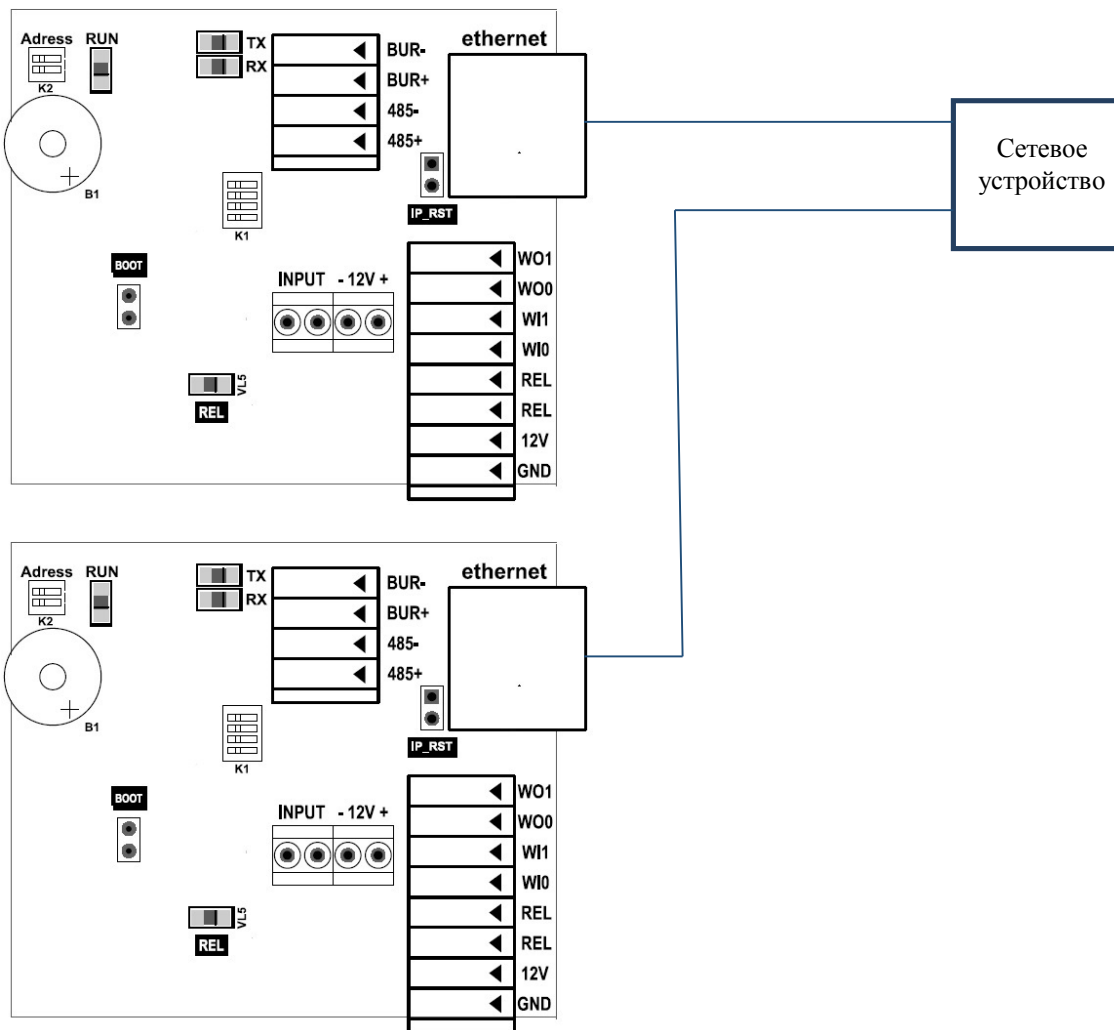 Adress RUN
K2
TX
RX
BUR-
BUR+
485-
485+
ethernet
B1
K1
IP_RST
BOOT
INPUT - 12V +
WO1
WO0
WI1
WI0
REL
REL
12V
GND
VL5
REL
Сетевое
устройство
Adress RUN
K2
TX
RX
BUR-
BUR+
485-
485+
ethernet
B1
K1
IP_RST
BOOT
INPUT - 12V +
WO1
WO0
WI1
WI0
REL
REL
12V
GND
VL5
REL